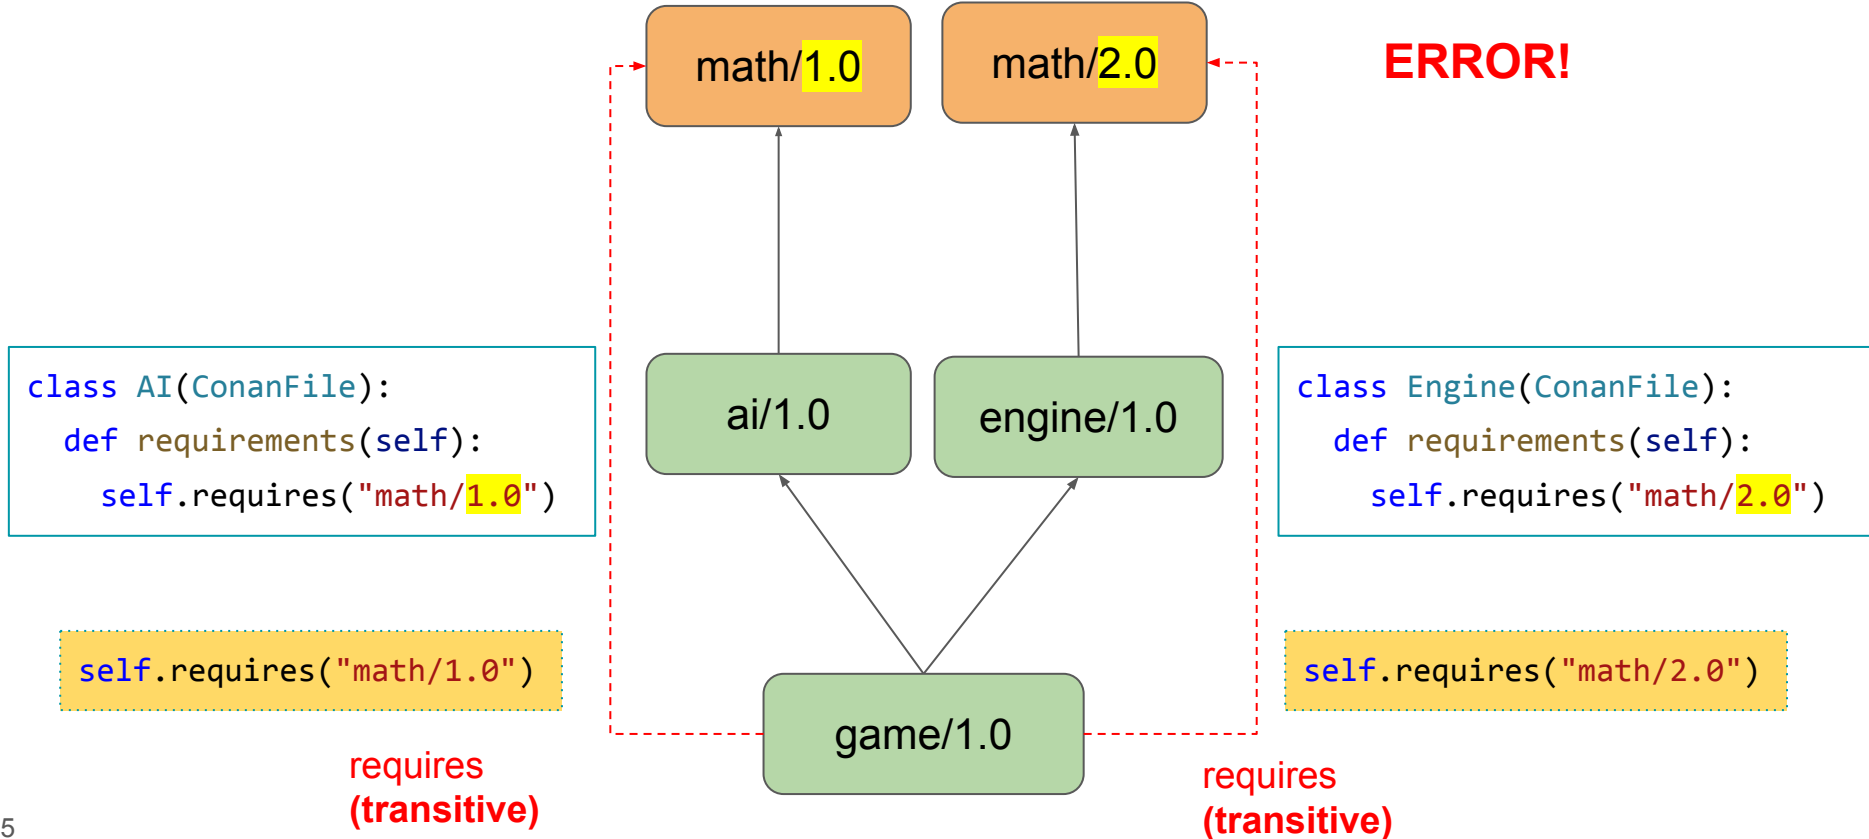 math/1.0
math/2.0
ERROR!
class AI(ConanFile):
def requirements(self):
self.requires("math/1.0")
ai/1.0
engine/1.0
class Engine(ConanFile):
def requirements(self):
self.requires("math/2.0")
self.requires("math/1.0")
self.requires("math/2.0")
game/1.0
requires
(transitive)
requires
(transitive)
5